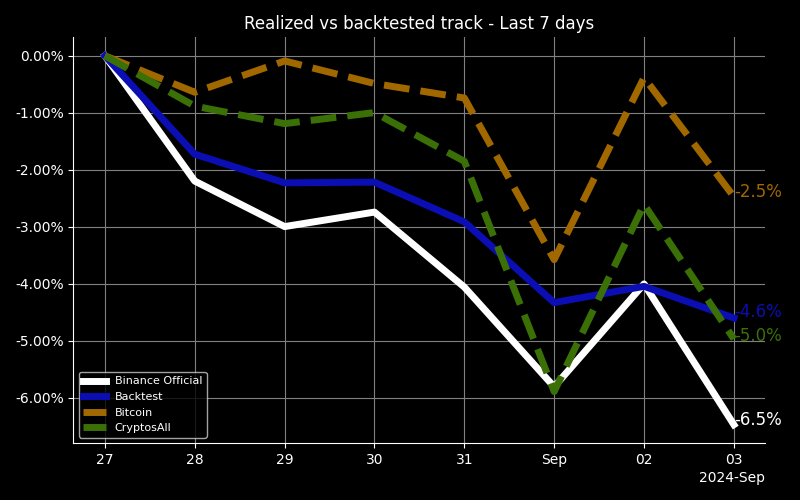 Realized vs backtested track - Last 7 days
0.00%
-1.00%
-2.00%
-3.00%
-4.00%
-5.00%
-6.00%
-2.5%
-4.6%
-5.0%
-6.5%
Binance Official
Backtest
Bitcoin
CryptosAll
27 28 29 30 31 Sep 02 03
2024-Sep